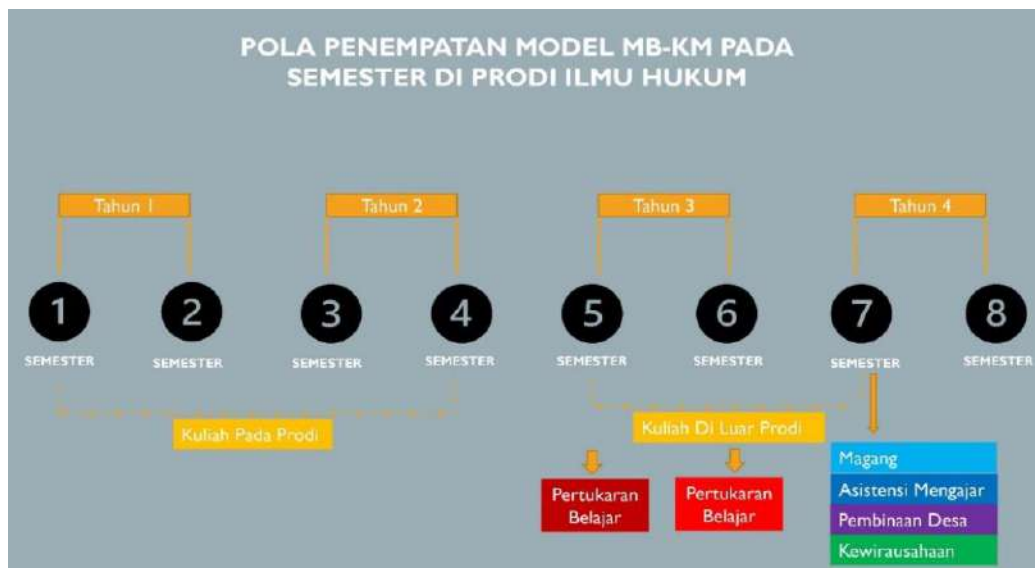 POLA PENEMPATAN MODEL MB-KM PADA
SEMESTER DI PRODI ILMU HUKUM
Tahun 1
Tahun 2
Tahun 3
Tahun 4
1
2
3
4
5
6
7
8
SEMESTER
SEMESTER
SEMESTER
SEMESTER
SEMESTER
SEMESTER
SEMESTER
SEMESTER
Kuliah Pada Prodi
Kuliah Di Luar Prodi
Pertukaran
Belajar
Pertukaran
Belajar
Magang
Asistensi Mengajar
Pembinaan Desa
Kewirausahaan